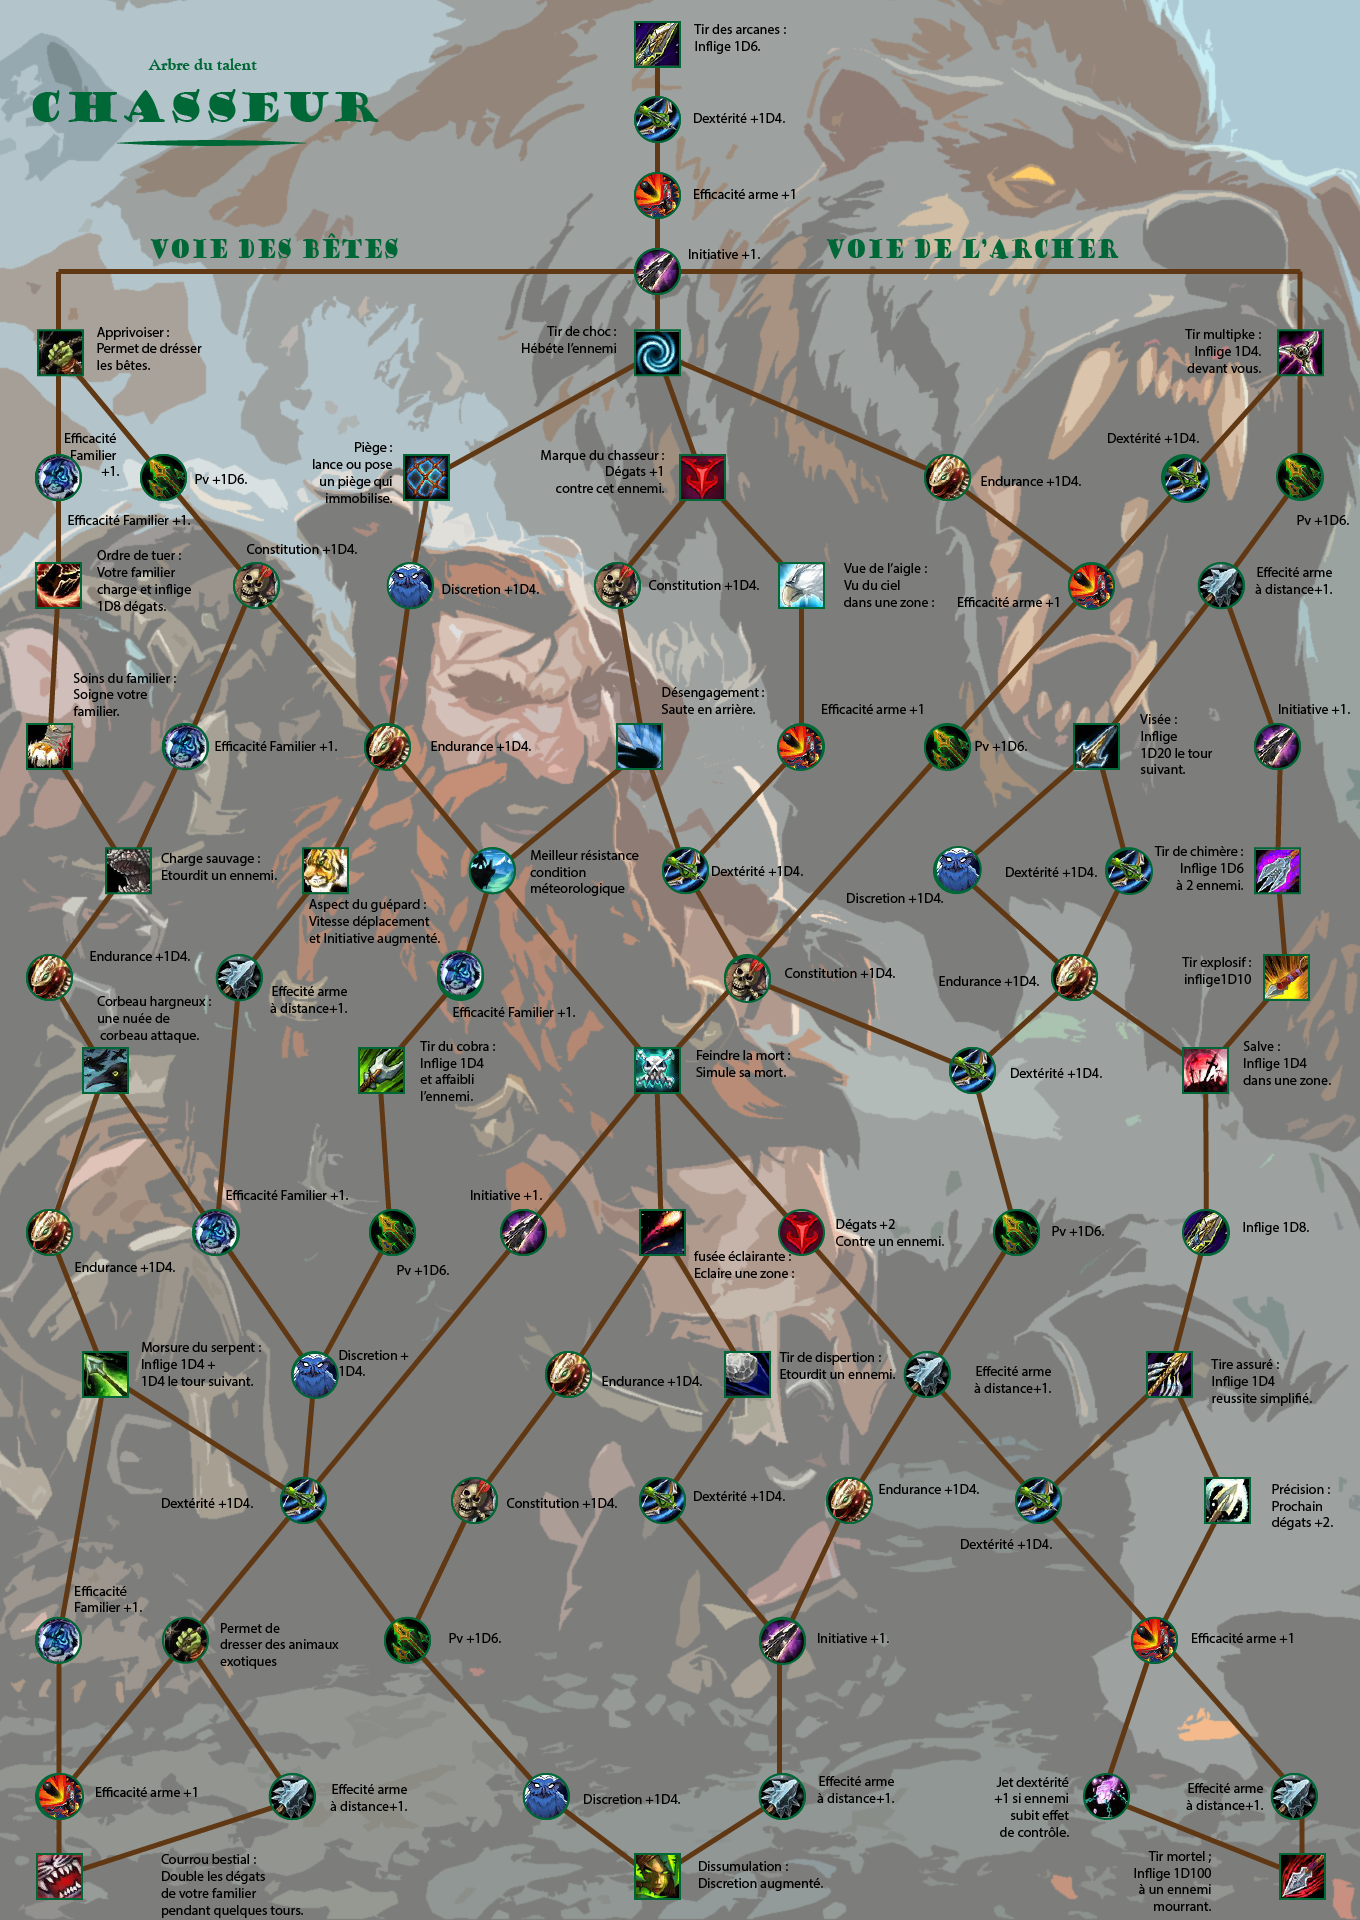 Tir des arcanes :
Inflige 1D6.
Arbre du talent
CHASSEUR
Dextérité +1D4.
Efficacité arme +1
VOIE DES BÊTES
VOIE DE L'ARCHER
Initiative +1.
Apprivoiser :
Permet de drésser
les bêtes.
Tir de choc :
Hébéte l'ennemi
Tir multipke :
Inflige 1D4.
devant vous.
Efficacité
Familier
+1.
Pv +1D6.
Piège :
lance ou pose
un piège qui
immobilise.
Marque du chasseur :
Dégats +1
contre cet ennemi.
Endurance +1D4.
Dextérité +1D4.
Pv +1D6.
Efficacité Familier +1.
Ordre de tuer :
Votre familier
charge et inflige
1D8 dégats.
Constitution +1D4.
Discretion +1D4.
Constitution +1D4.
Vue de l'aigle :
Vu du ciel
dans une zone :
Efficacité arme +1
Effecité arme
à distance+1.
Soins du familier :
Soigne votre
familier.
Efficacité Familier +1.
Endurance +1D4.
Désengagement :
Saute en arrière.
Efficacité arme +1
Pv +1D6.
Visée :
Inflige
1D20 le tour
suivant.
Initiative +1.
Charge sauvage :
Etourdit un ennemi.
Aspect du guépard :
Vitesse déplacement
et Initiative augmenté.
Meilleur résistance
condition
méteorologique
Dextérité +1D4.
Discretion +1D4.
Dextérité +1D4.
Tir de chimère :
Inflige 1D6
à 2 ennemi.
Endurance +1D4.
Effecité arme
à distance+1.
Efficacité Familier +1.
Constitution +1D4.
Endurance +1D4.
Tir explosif :
inflige1D10
Corbeau hargneux :
une nuée de
corbeau attaque.
Tir du cobra :
Inflige 1D4
et affaibli
l'ennemi.
Feindre la mort :
Simule sa mort.
Dextérité +1D4.
Salve :
Inflige 1D4
dans une zone.
Endurance +1D4.
Efficacité Familier +1.
Pv +1D6.
Initiative +1.
fusée éclairante :
Eclaire une zone :
Dégats +2
Contre un ennemi.
Pv +1D6.
Inflige 1D8.
Morsure du serpent :
Inflige 1D4 +
1D4 le tour suivant.
Discretion +
1D4.
Endurance +1D4.
Tir de dispertion :
Etourdit un ennemi.
Effecité arme
à distance+1.
Tire assuré :
Inflige 1D4
reussite simplifié.
Dextérité +1D4.
Constitution +1D4.
Dextérité +1D4.
Endurance +1D4.
Dextérité +1D4.
Précision :
Prochain
dégats +2.
Efficacité
Familier +1.
Permet de
dresser des animaux
exotiques
Pv +1D6.
Initiative +1.
Efficacité arme +1
Efficacité arme +1
Effecité arme
à distance+1.
Discretion +1D4.
Effecité arme
à distance+1.
Jet dextérité
+1 si ennemi
subit effet
de contrôle.
Effecité arme
à distance+1.
Courrou bestial :
Double les dégats
de votre familier
pendant quelques tours.
Dissumulation :
Discretion augmenté.
Tir mortel ;
Inflige 1D100
à un ennemi
mourrant.